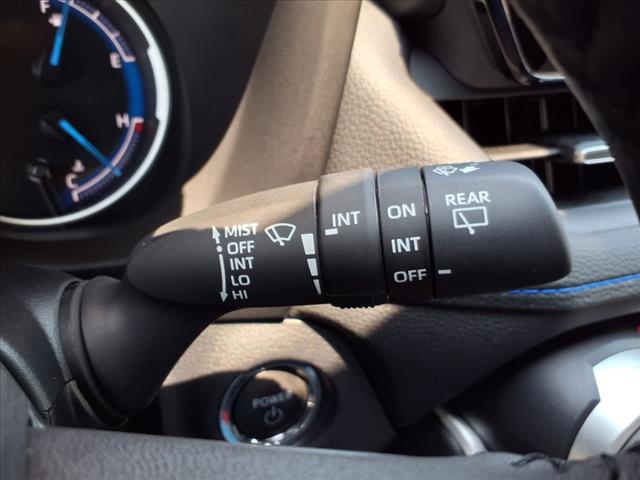 F
E
H
C
MIST
OFF
INT
LO
HI
INT
ON
INT
OFF
REAR
POWER